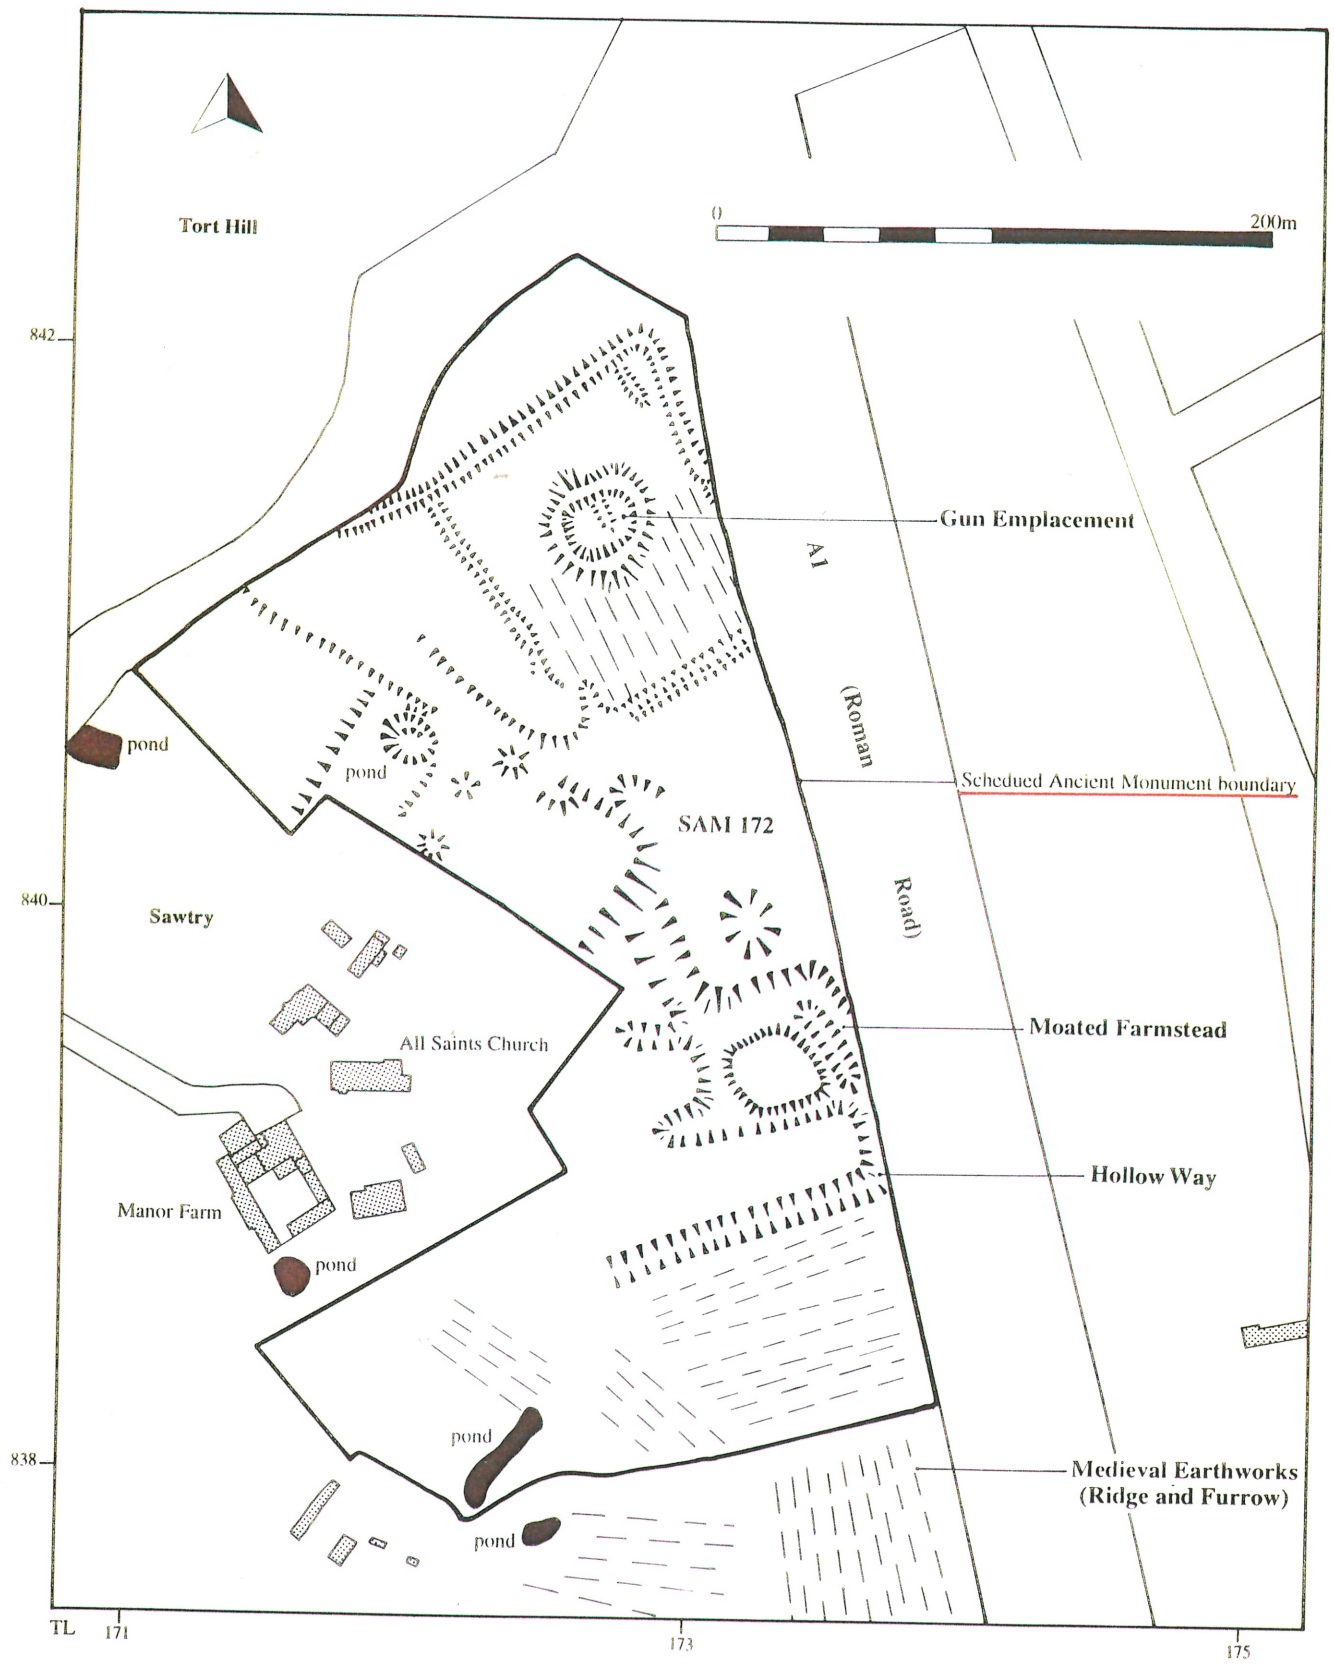 Tort Hill
0
200m
842
Gun Emplacement
A1
(Roman
pond
pond
Schedued Ancient Monument boundary
SAM 172
840
Sawtry
Road)
Moated Farmstead
All Saints Church
Hollow Way
Manor Farm
pond
838
pond
Medieval Earthworks
(Ridge and Furrow)
pond
TL
171
173
175